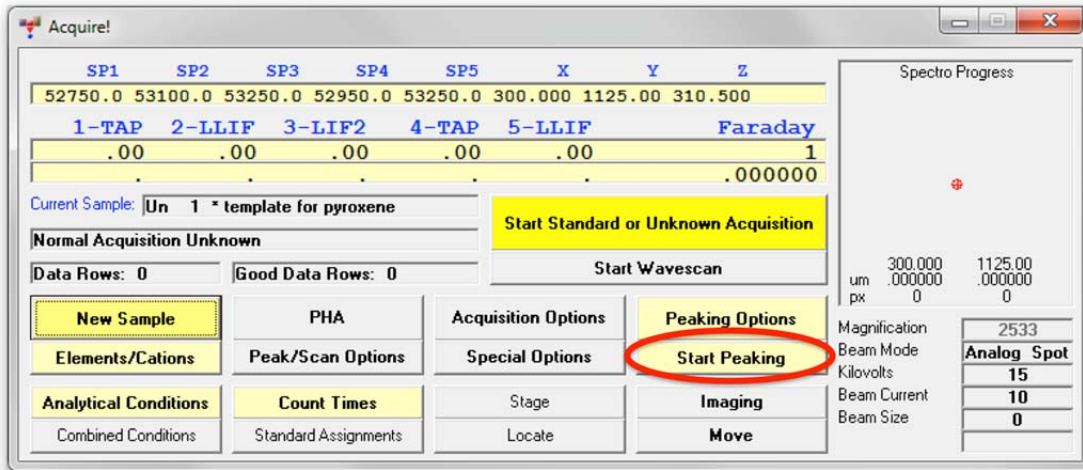 Acquire!
SP1 SP2 SP3 SP4 SP5 X Y Z
52750.0 53100.0 53250.0 52950.0 53250.0 300.000 1125.00 310.500
1-TAP 2-LLIF 3-LIF2 4-TAP 5-LLIF Faraday
.00 .00 .00 .00 .00 1
. . . . . .000000
Current Sample: Un 1 * template for pyroxene
Normal Acquisition Unknown
Data Rows: 0 Good Data Rows: 0
Start Standard or Unknown Acquisition
Start Wavescan
New Sample PHA Acquisition Options Peaking Options
Elements/Cations Peak/Scan Options Special Options Start Peaking
Analytical Conditions Count Times Stage Imaging
Combined Conditions Standard Assignments Locate Move
Spectro Progress
300.000 1125.00
um .000000 .000000
px 0 0
Magnification 2533
Beam Mode Analog Spot
Kilovolts 15
Beam Current 10
Beam Size 0